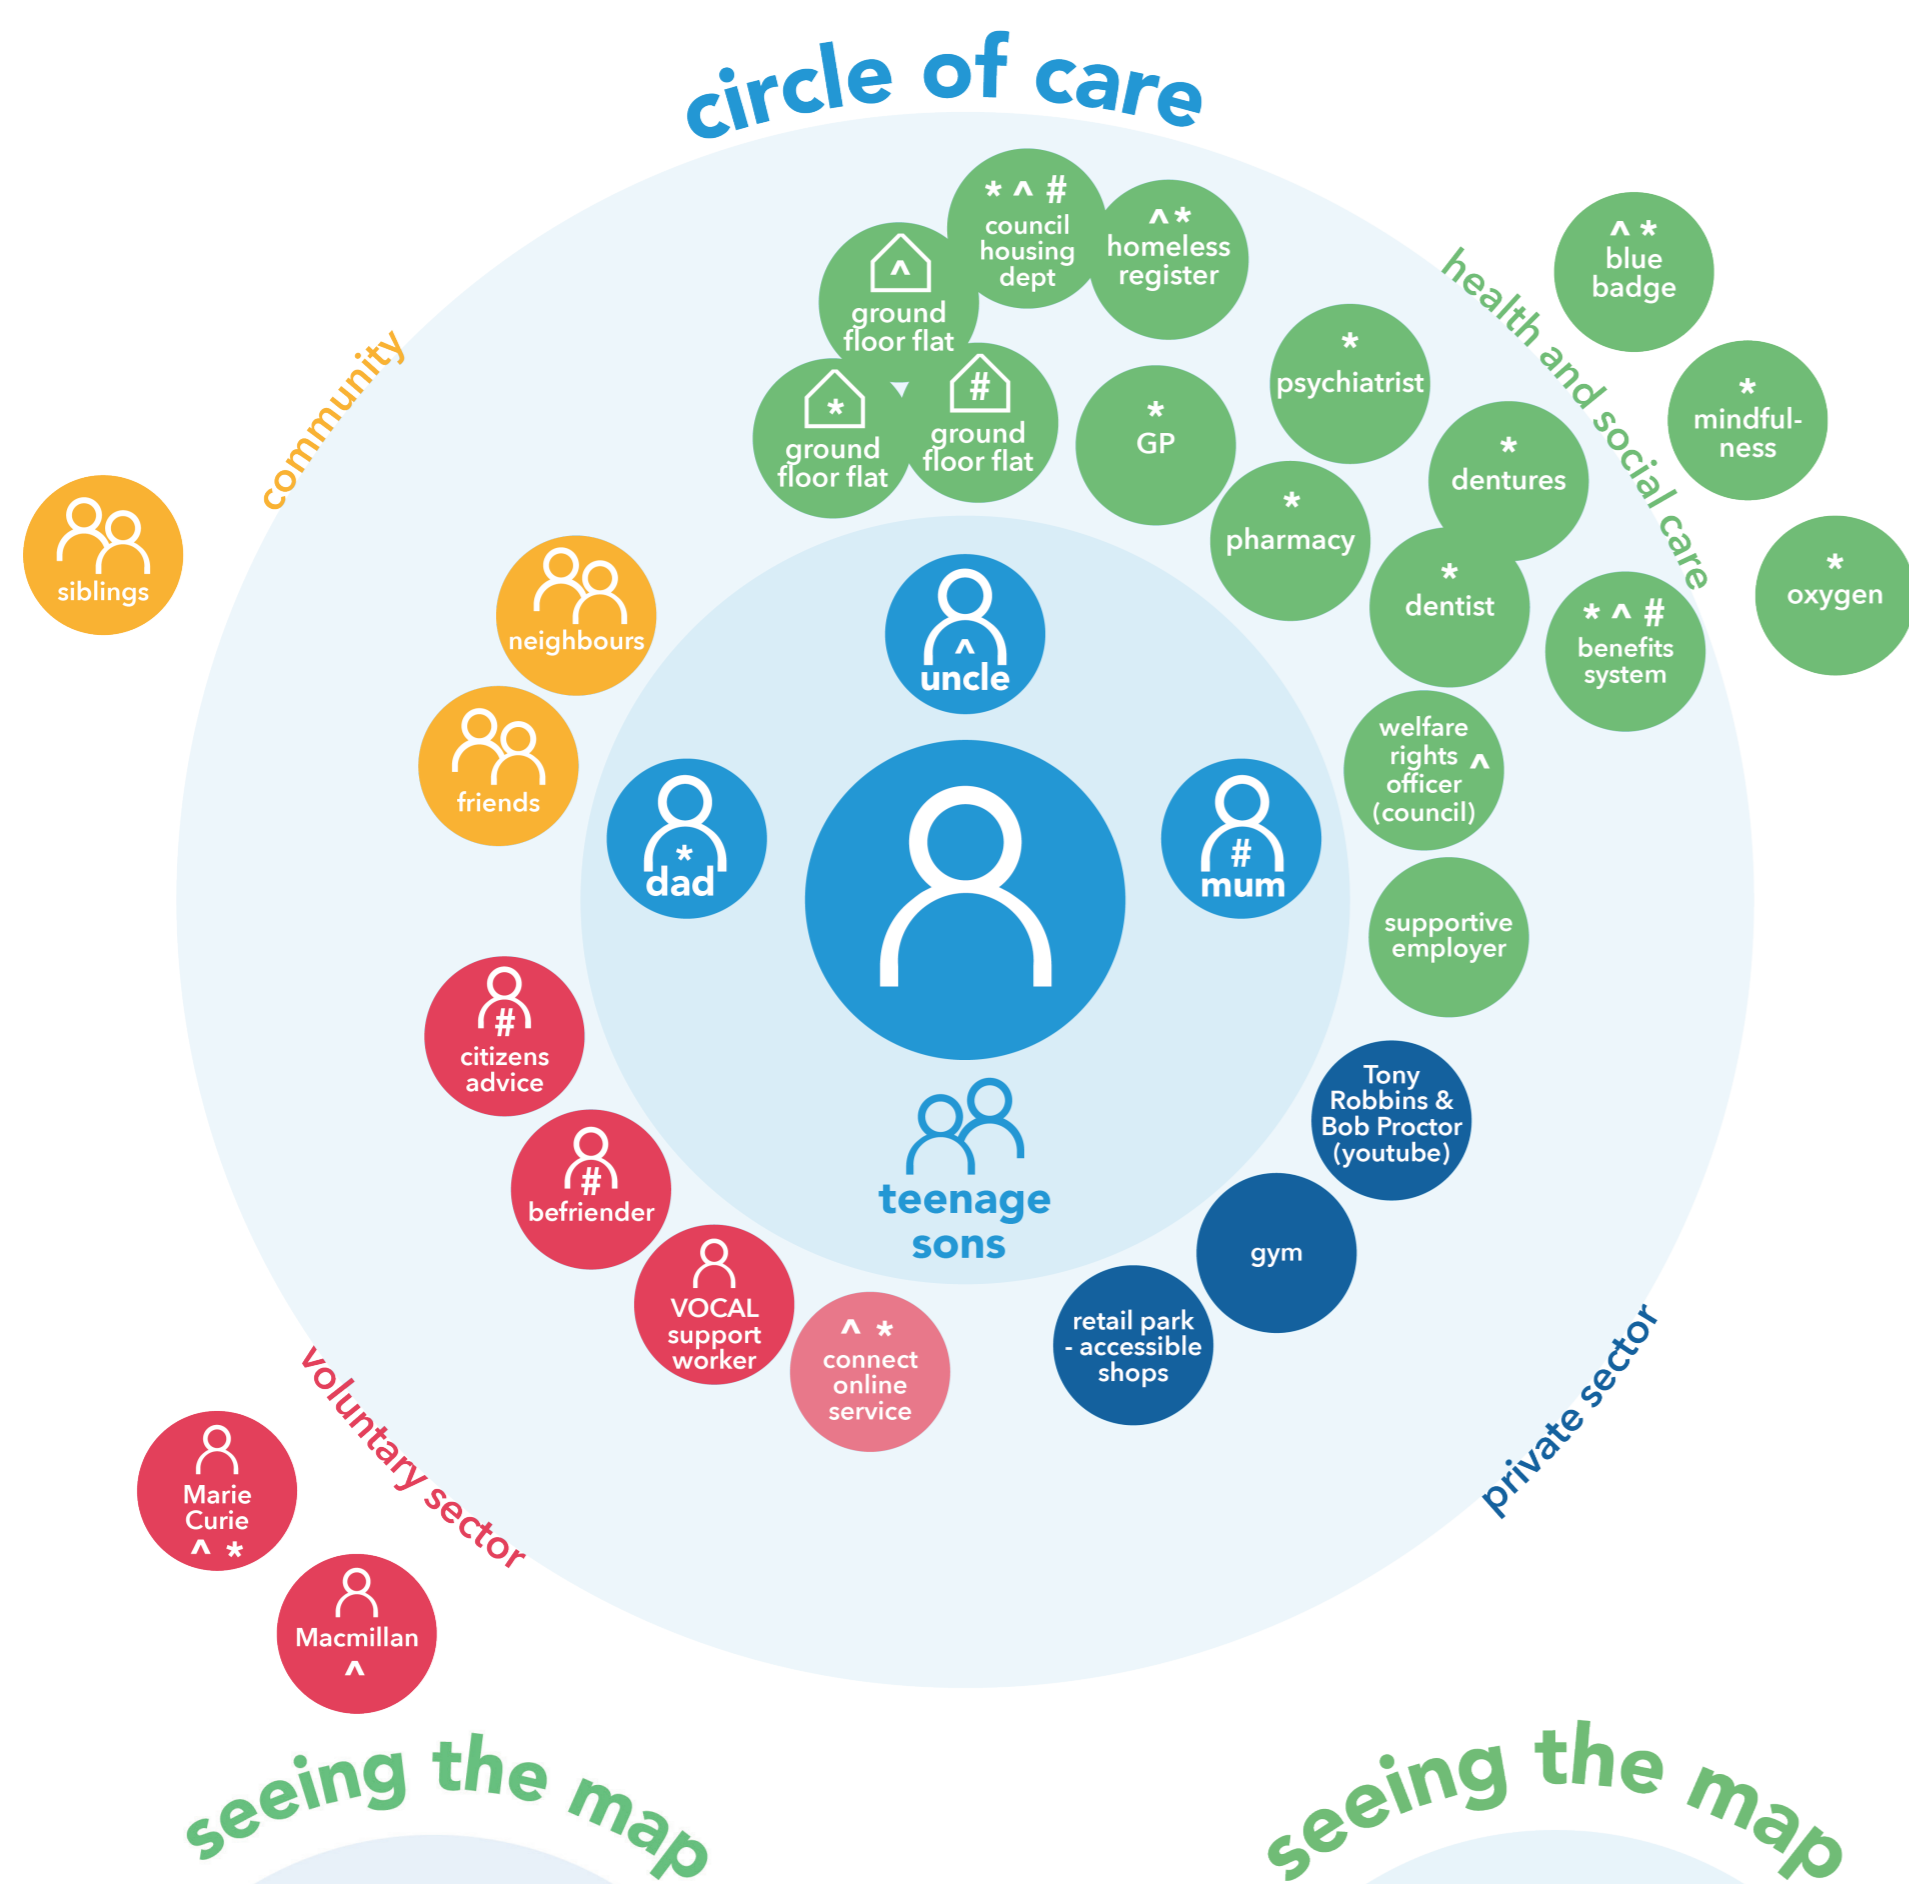 circle of care
* ^ #
council
housing
dept
^ *
homeless
register
^
ground
floor flat
*
ground
floor flat
#
ground
floor flat
*
GP
*
psychiatrist
*
pharmacy
*
dentures
*
dentist
health and social care
^ *
blue
badge
*
mindful-
ness
*
oxygen
* ^ #
benefits
system
welfare
rights ^
officer
(council)
supportive
employer
community
siblings
neighbours
friends
^
uncle
*
dad
#
mum
teenage
sons
#
citizens
advice
#
befriender
VOCAL
support
worker
^ *
connect
online
service
voluntary sector
Marie
Curie
^ *
Macmillan
^
Tony
Robbins &
Bob Proctor
(youtube)
gym
retail park
- accessible
shops
private sector
seeing the map
seeing the map